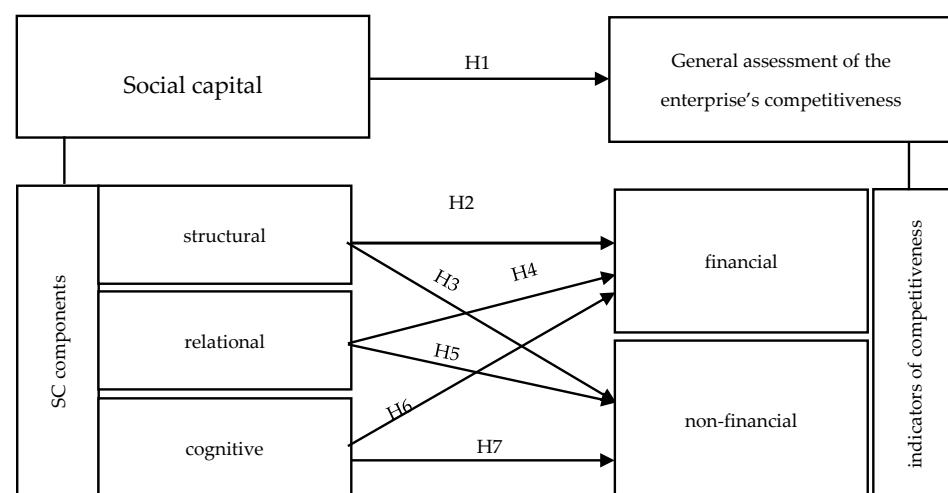 Social capital
H1
General assessment of the
enterprise's competitiveness
SC components
structural
relational
cognitive
H2
H3
H4
H5
H6
H7
financial
non-financial
indicators of competitiveness